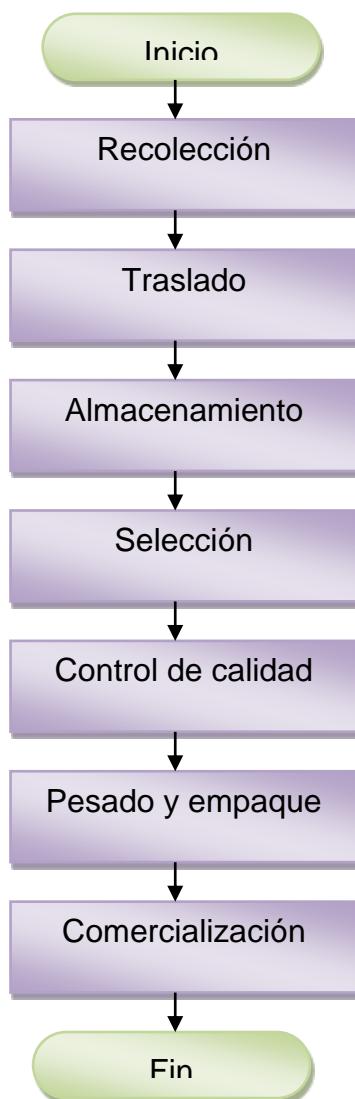 Inicio
Recolección
Traslado
Almacenamiento
Selección
Control de calidad
Pesado y empaque
Comercialización
Fin